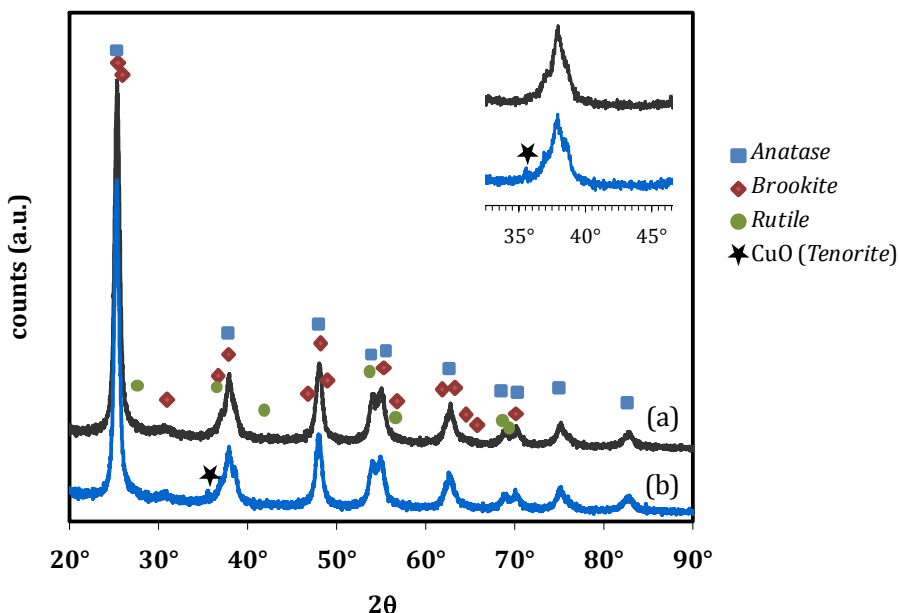 counts (a.u.)
35° 40° 45°
Anatase
Brookite
Rutile
CuO (Tenorite)
(a)
(b)
20° 30° 40° 50° 60° 70° 80° 90°
2θ